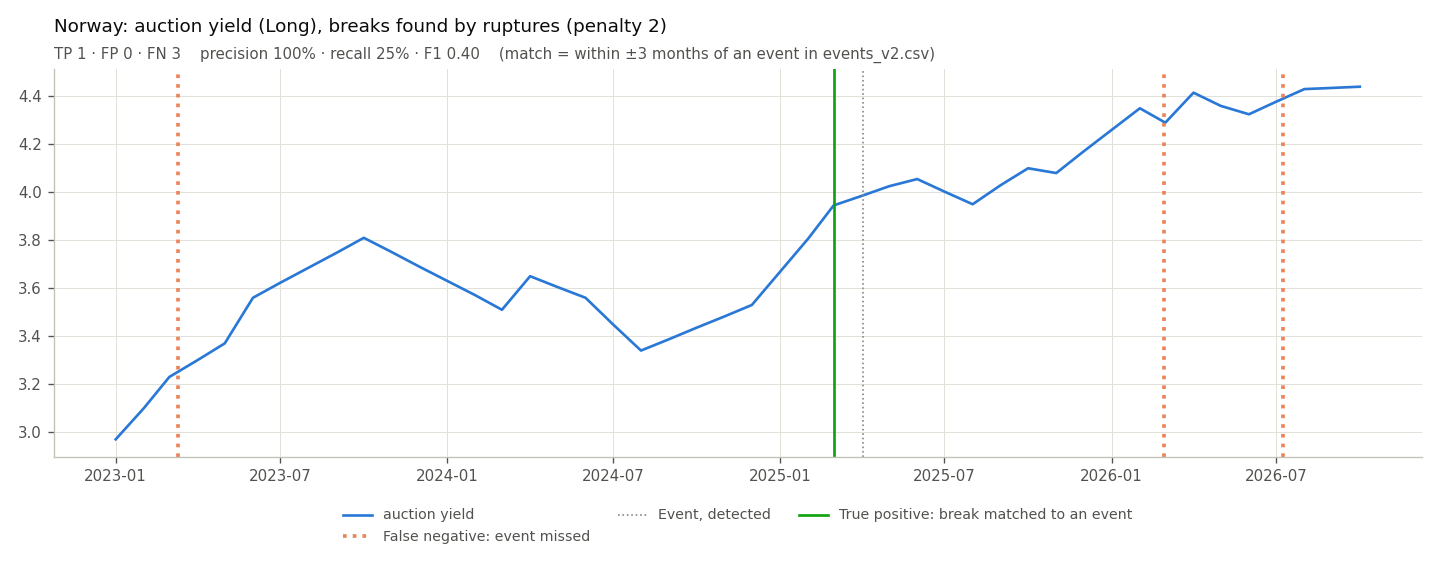 Norway: auction yield (Long), breaks found by ruptures (penalty 2)
TP 1 · FP 0 · FN 3    precision 100% · recall 25% · F1 0.40    (match = within ±3 months of an event in events_v2.csv)
4.4
4.2
4.0
3.8
3.6
3.4
3.2
3.0
2023-01 2023-07 2024-01 2024-07 2025-01 2025-07 2026-01 2026-07
auction yield Event, detected True positive: break matched to an event
False negative: event missed